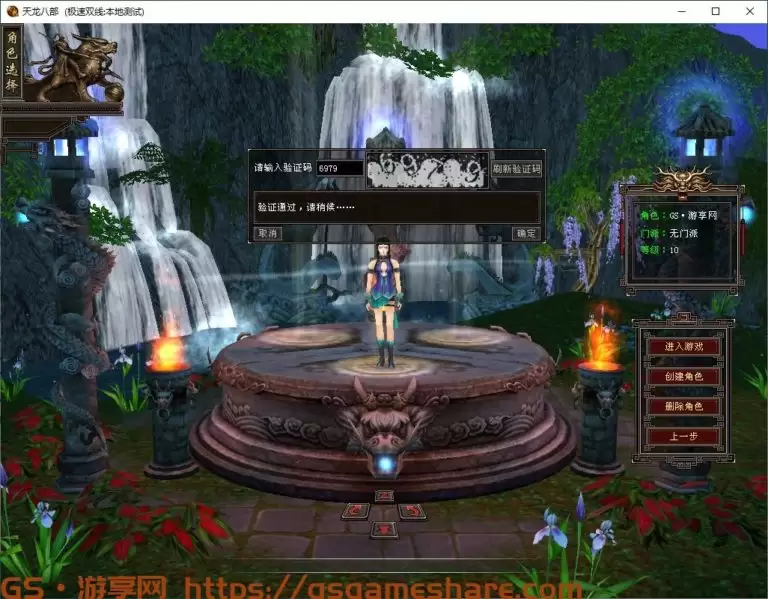 天龙八部 (极速双线:本地测试)
角色选择
请输入验证码 6979 69789 刷新验证码
验证通过，请稍候······
取消 确定
角色：GS·游享网
门派：无门派
等级：10
进入游戏
创建角色
删除角色
上一步
GS·游享网 https://gsgameshare.com